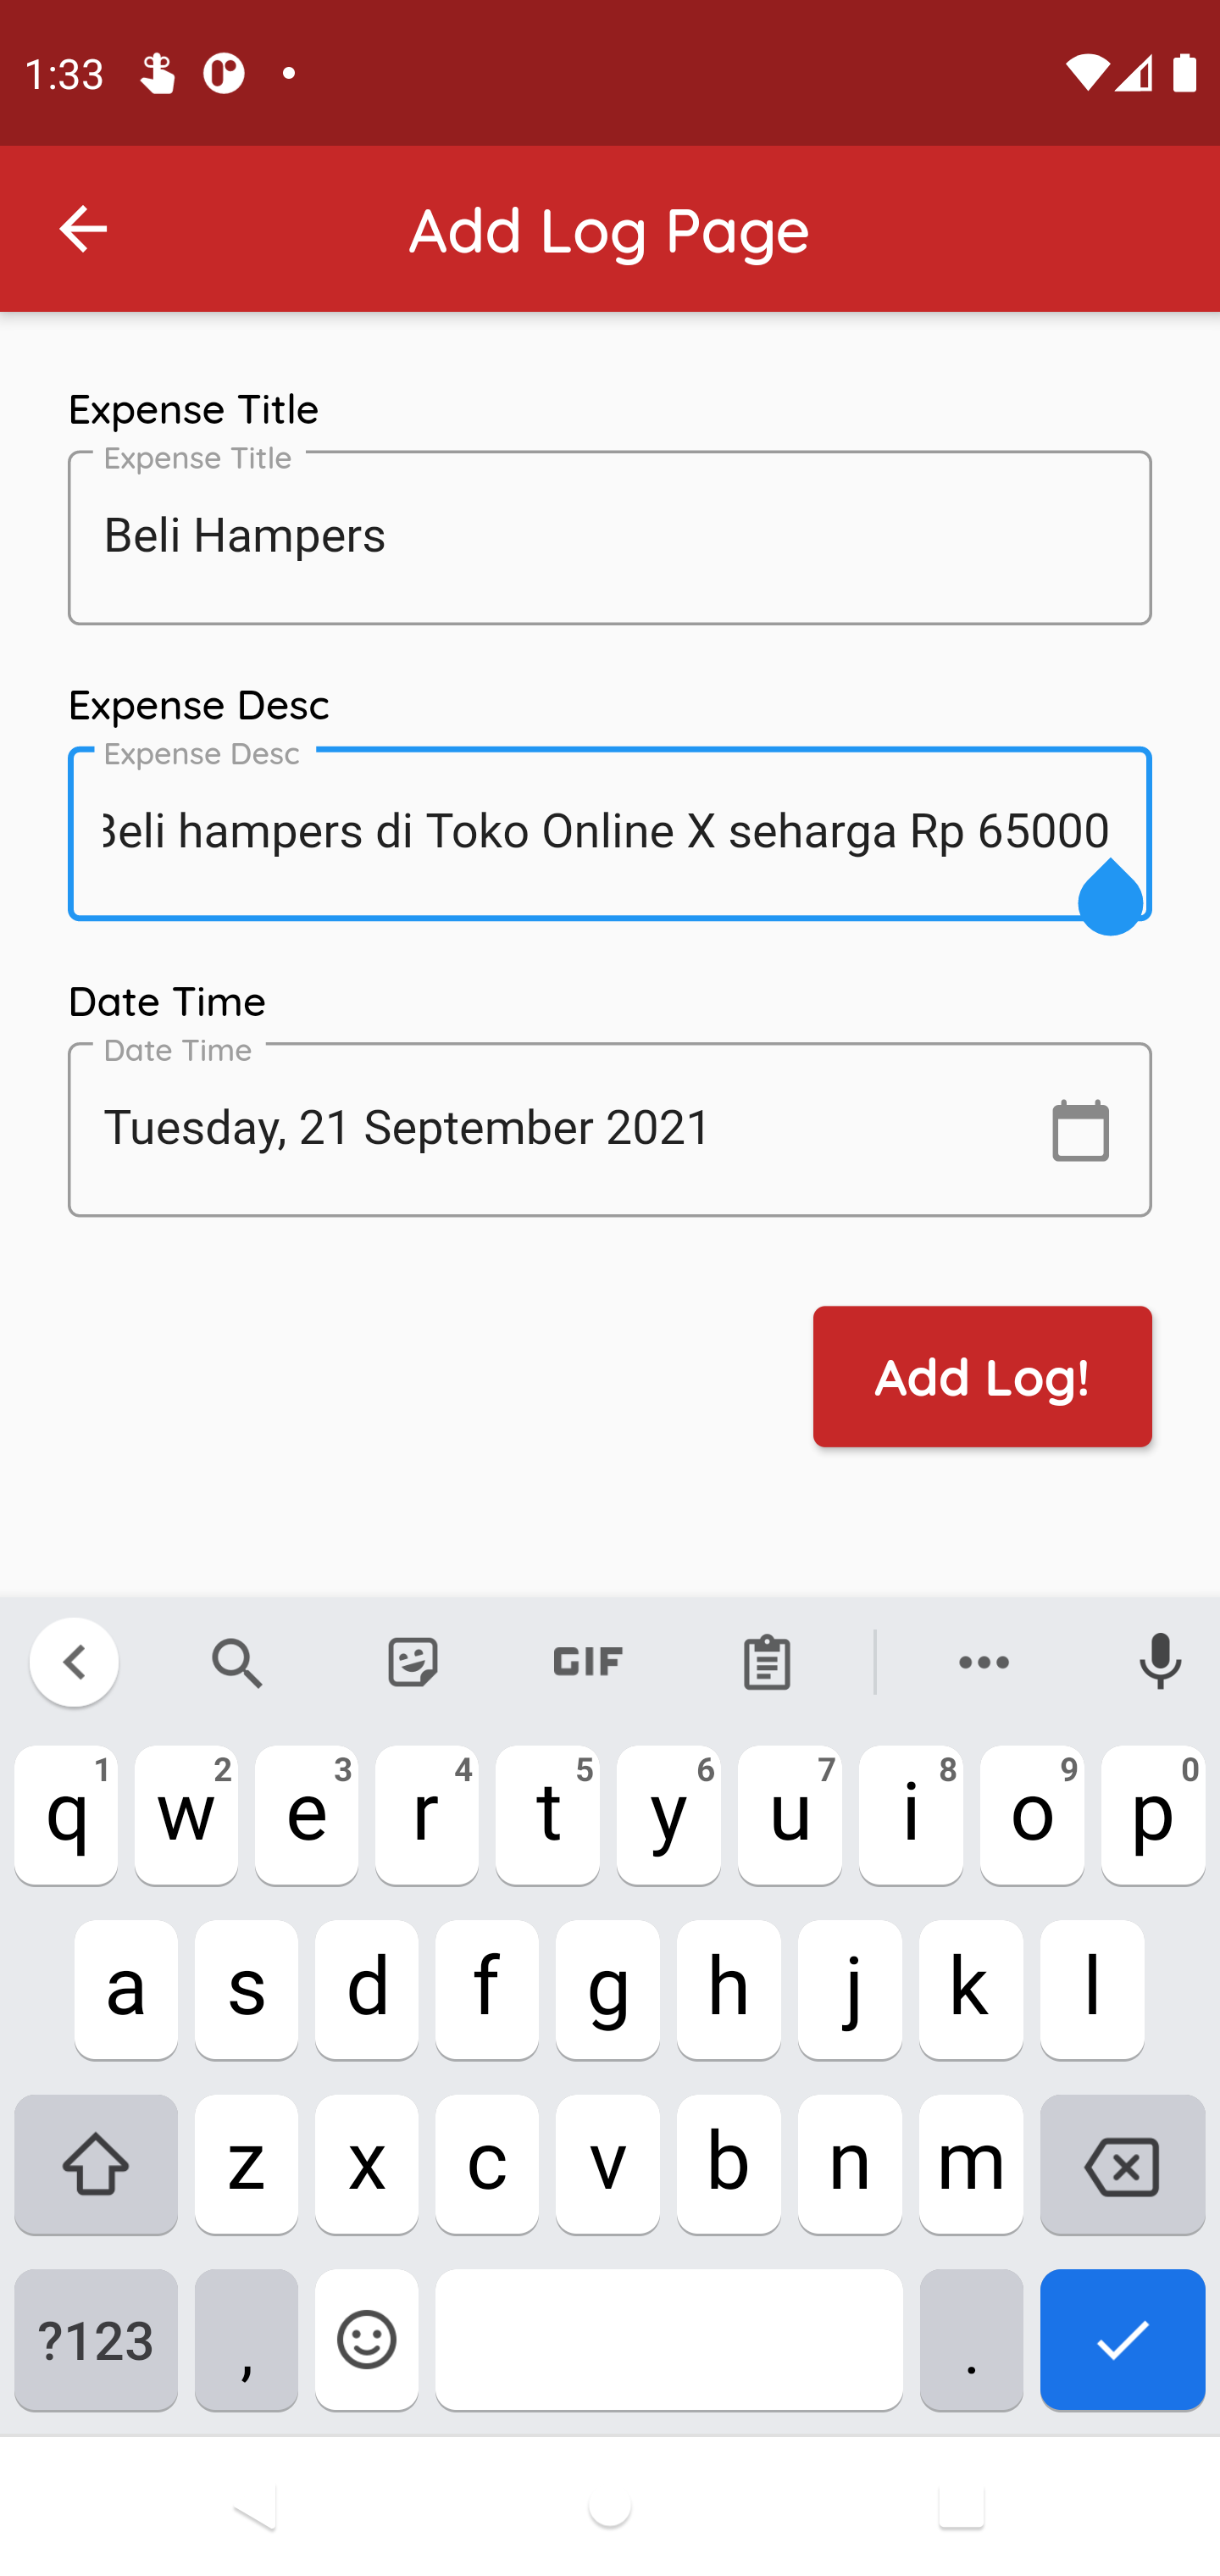 1:33
Add Log Page
Expense Title
Expense Title
Beli Hampers
Expense Desc
Expense Desc
Beli hampers di Toko Online X seharga Rp 65000
Date Time
Date Time
Tuesday, 21 September 2021
Add Log!
GIF
q 1 w 2 e 3 r 4 t 5 y 6 u 7 i 8 o 9 p 0
a s d f g h j k l
z x c v b n m
?123 , .